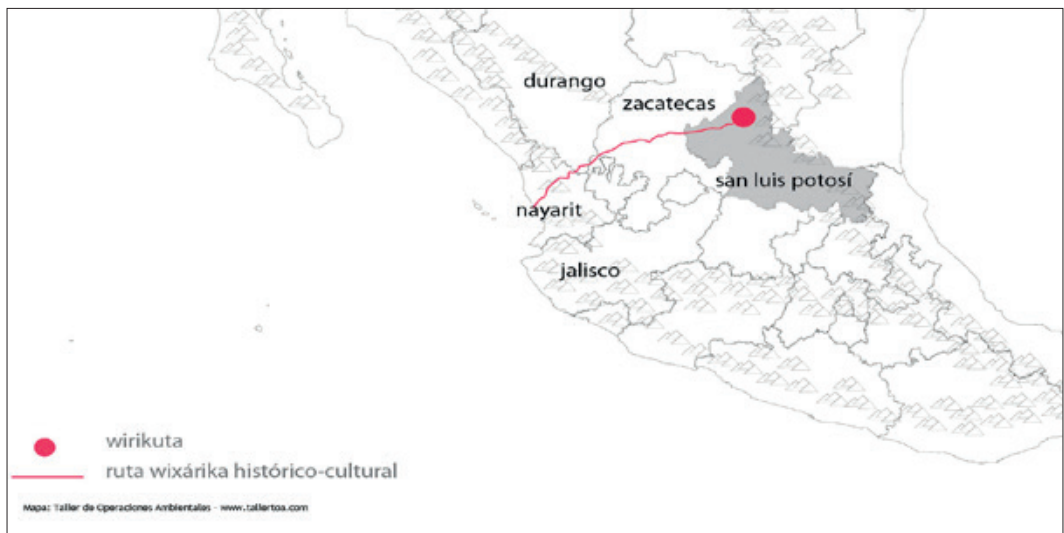 durango
zacatecas
san luis potosí
nayarit
jalisco
wirikuta
ruta wixárika histórico-cultural
Mapa: Taller de Operaciones Ambientales - www.tallertoa.com